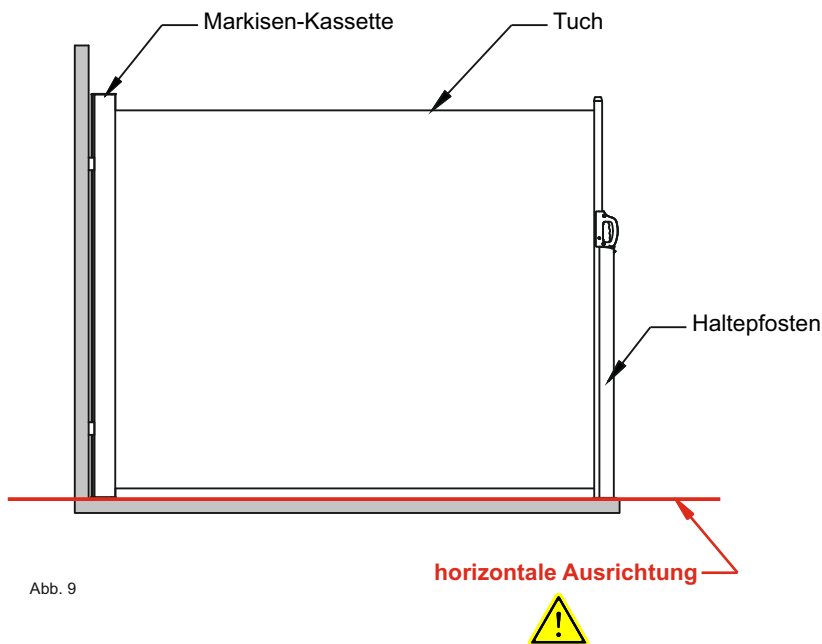 Markisen-Kassette
Tuch
Haltepfosten
horizontale Ausrichtung
Abb. 9
!